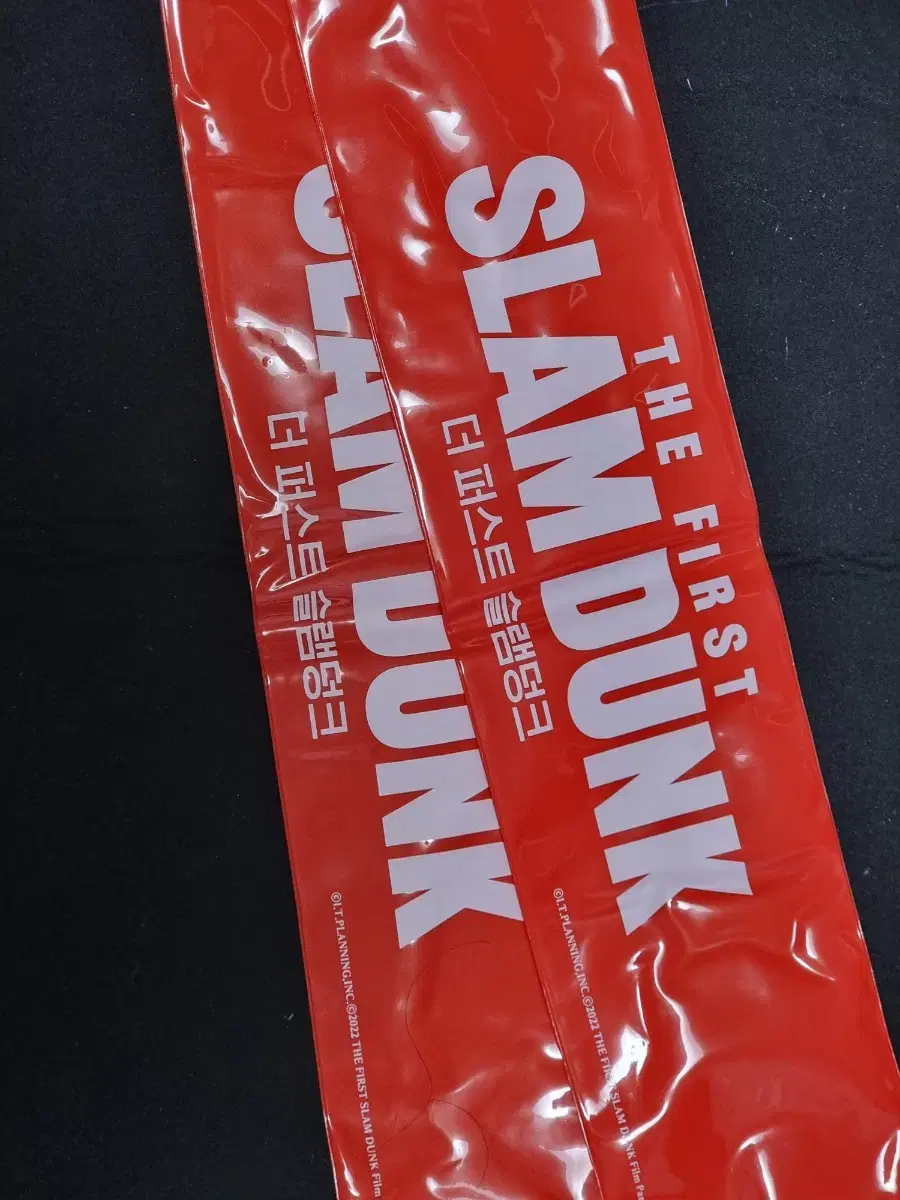 THE FIRST
SLAM DUNK
더 퍼스트 슬램덩크
©I.T.PLANNING,INC.©2022 THE FIRST SLAM DUNK Film
SLAM DUNK
더 퍼스트 슬램덩크
©I.T.PLANNING,INC.©2022 THE FIRST SLAM DUNK Film